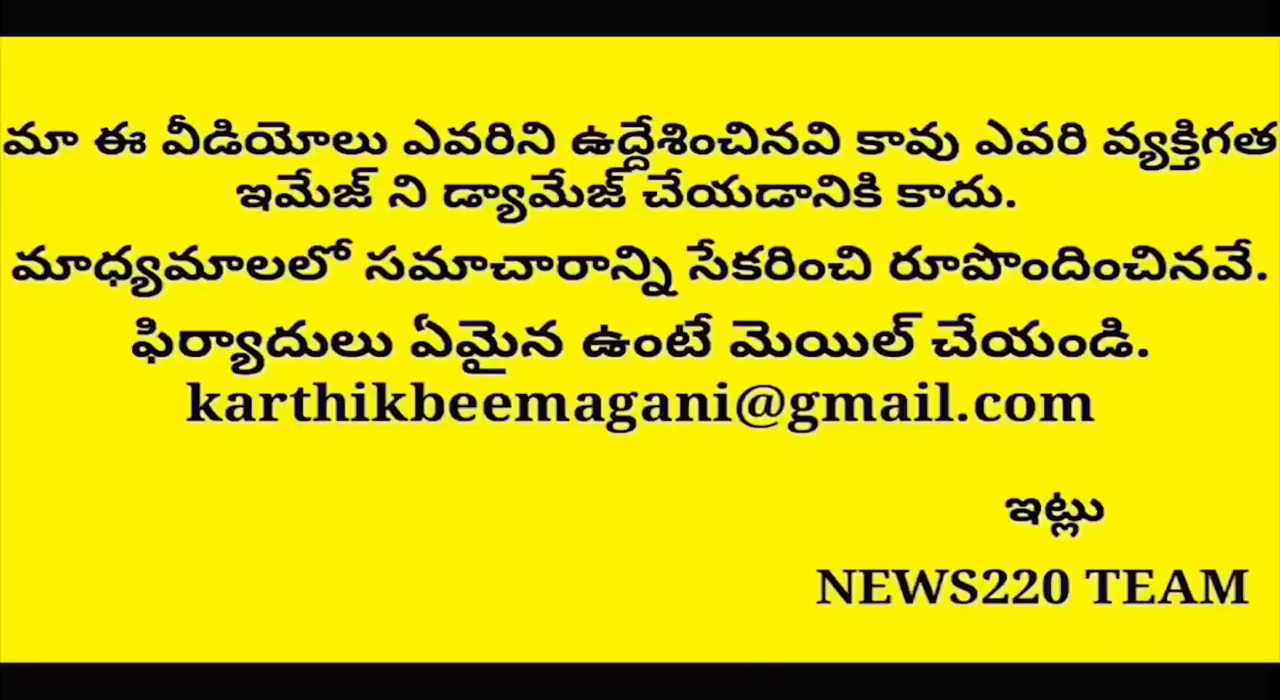 మా ఈ వీడియోలు ఎవరిని ఉద్దేశించినవి కావు ఎవరి వ్యక్తిగత
ఇమేజ్ ని డ్యామేజ్ చేయడానికి కాదు.
మాధ్యమాలలో సమాచారాన్ని సేకరించి రూపొందించినవే.
ఫిర్యాదులు ఏమైన ఉంటే మెయిల్ చేయండి.
karthikbeemagani@gmail.com
ఇట్లు
NEWS220 TEAM